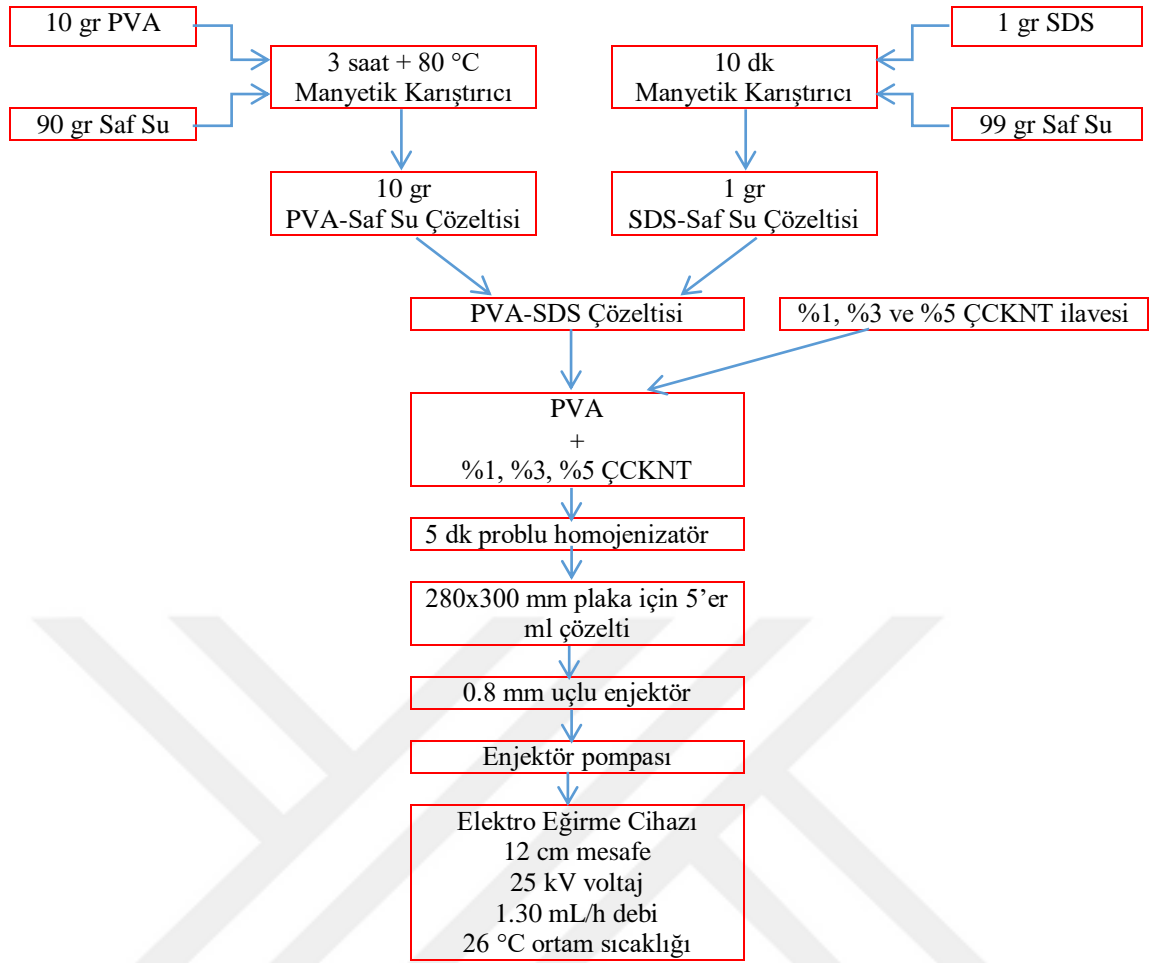 10 gr PVA
1 gr SDS
3 saat + 80 °C
Manyetik Karıştırıcı
10 dk
Manyetik Karıştırıcı
90 gr Saf Su
99 gr Saf Su
10 gr
PVA-Saf Su Çözeltisi
1 gr
SDS-Saf Su Çözeltisi
PVA-SDS Çözeltisi
%1, %3 ve %5 ÇCKNT ilavesi
PVA
+
%1, %3, %5 ÇCKNT
5 dk problu homojenizatör
280x300 mm plaka için 5’er
ml çözelti
0.8 mm uçlu enjektör
Enjektör pompası
Elektro Eğirme Cihazı
12 cm mesafe
25 kV voltaj
1.30 mL/h debi
26 °C ortam sıcaklığı